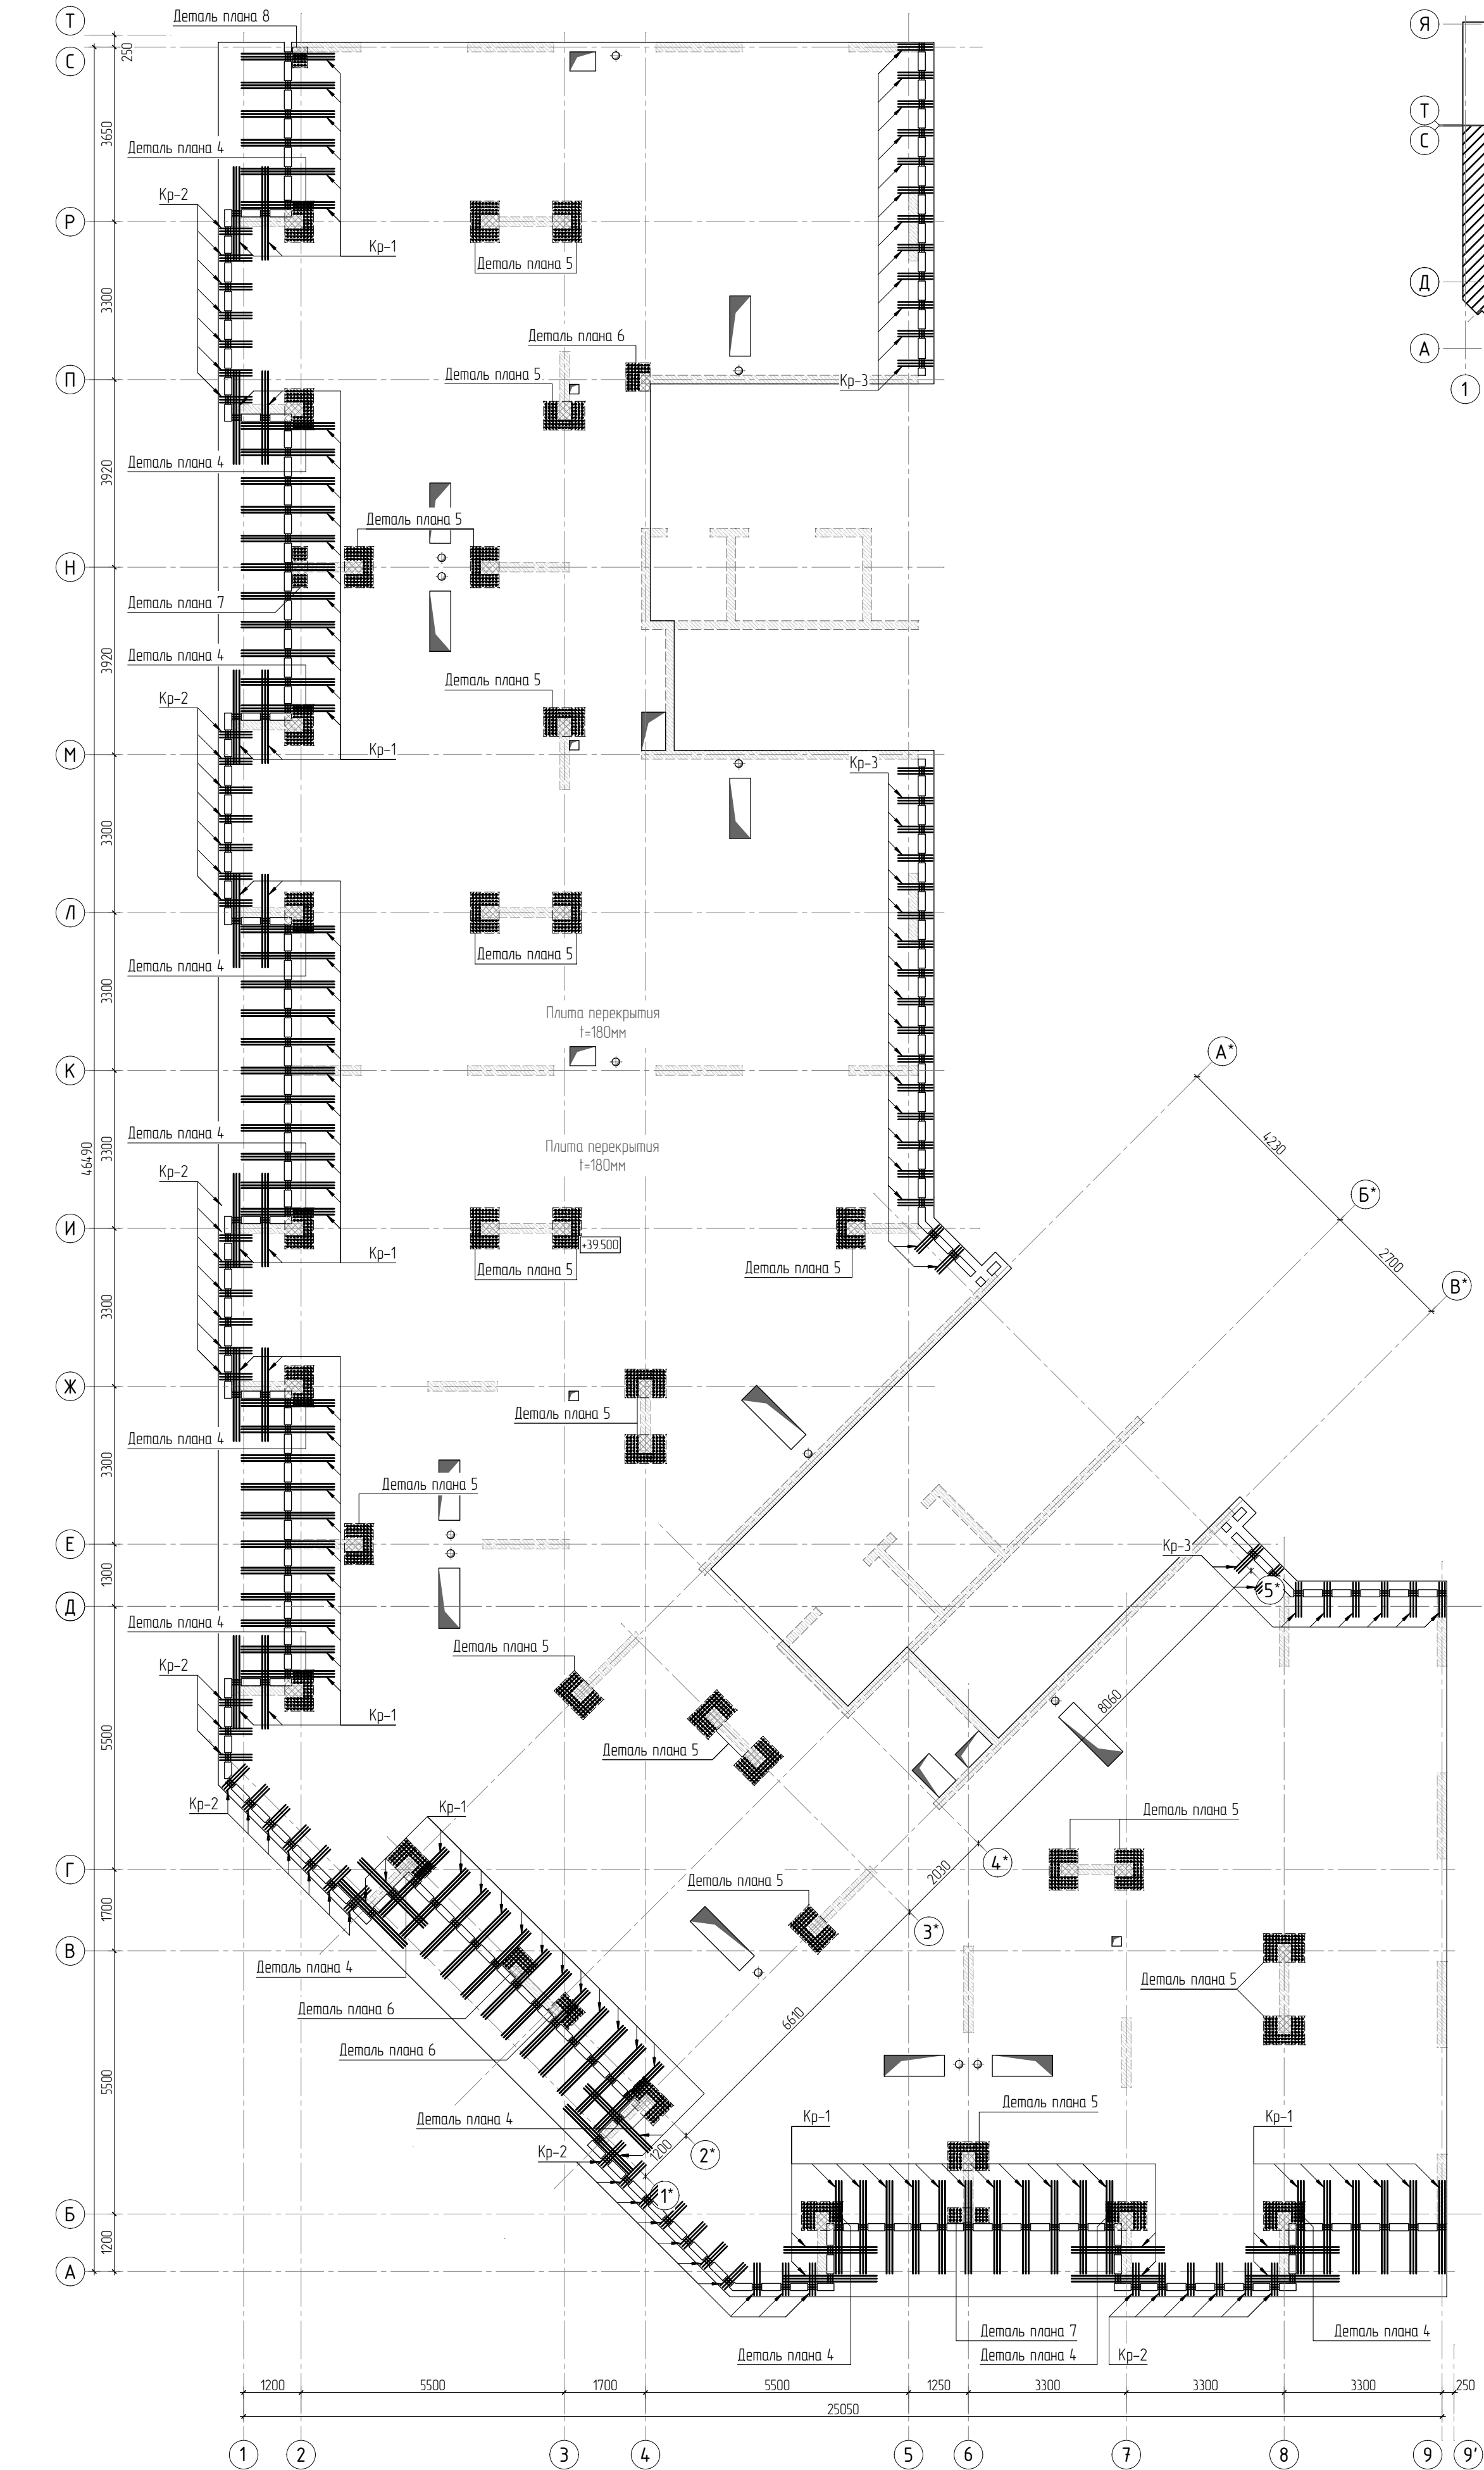 Деталь плана 8
Т
С
250
Я
Т
С
Д
А
1
3650
Деталь плана 4
Кр-2
Р
Кр-1
Деталь плана 5
3300
Деталь плана 6
П
Деталь плана 5
Кр-3
3920
Деталь плана 4
Деталь плана 5
Н
Деталь плана 7
3920
Деталь плана 4
Деталь плана 5
Кр-2
М
Кр-1
Кр-3
3300
Л
Деталь плана 5
Деталь плана 4
3300
Плита перекрытия
t=180мм
К
А*
46490
3300
Деталь плана 4
4230
Плита перекрытия
t=180мм
Кр-2
Б*
И
+39.500
Кр-1
Деталь плана 5
Деталь плана 5
2700
В*
3300
Ж
Деталь плана 5
Деталь плана 4
3300
Деталь плана 5
Е
Кр-3
1300
5*
Д
Деталь плана 4
Деталь плана 5
Кр-2
Кр-1
8060
5500
Деталь плана 5
Кр-2
Кр-1
Деталь плана 5
Г
4*
2030
Деталь плана 5
1700
3*
В
Деталь плана 4
Деталь плана 5
Деталь плана 6
6610
Деталь плана 6
5500
Деталь плана 4
Деталь плана 5
Кр-1
Кр-1
Кр-2
1200
2*
1*
Б
1200
А
Деталь плана 7
Деталь плана 4
Деталь плана 4
Деталь плана 4
Кр-2
1200
5500
1700
5500
1250
3300
3300
3300
250
25050
1
2
3
4
5
6
7
8
9
9'